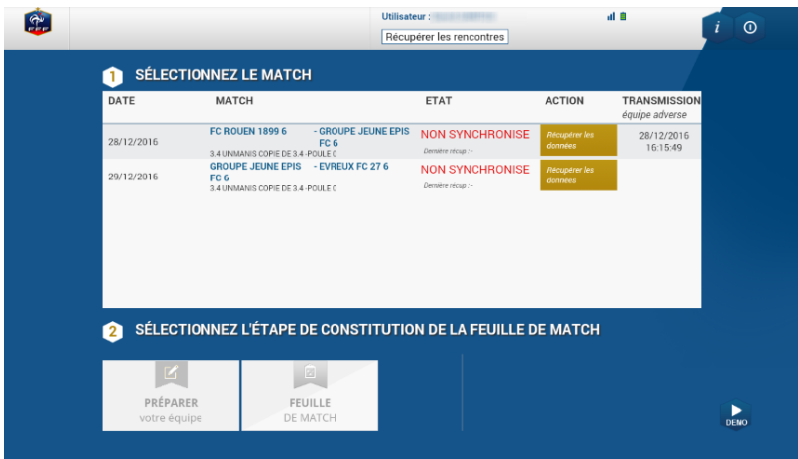 Utilisateur :
Récupérer les rencontres
i
1 SÉLECTIONNEZ LE MATCH
DATE MATCH ETAT ACTION TRANSMISSION
équipe adverse
28/12/2016
FC ROUEN 1899 6 - GROUPE JEUNE EPIS
FC 6
3.4 UNMANIS COPIE DE 3.4 -POULE C
NON SYNCHRONISE
Dernière récup :-
Récupérer les
données
28/12/2016
16:15:49
29/12/2016
GROUPE JEUNE EPIS - EVREUX FC 27 6
FC 6
3.4 UNMANIS COPIE DE 3.4 -POULE C
NON SYNCHRONISE
Dernière récup :-
Récupérer les
données
2 SÉLECTIONNEZ L'ÉTAPE DE CONSTITUTION DE LA FEUILLE DE MATCH
PRÉPARER
votre équipe
FEUILLE
DE MATCH
DENO